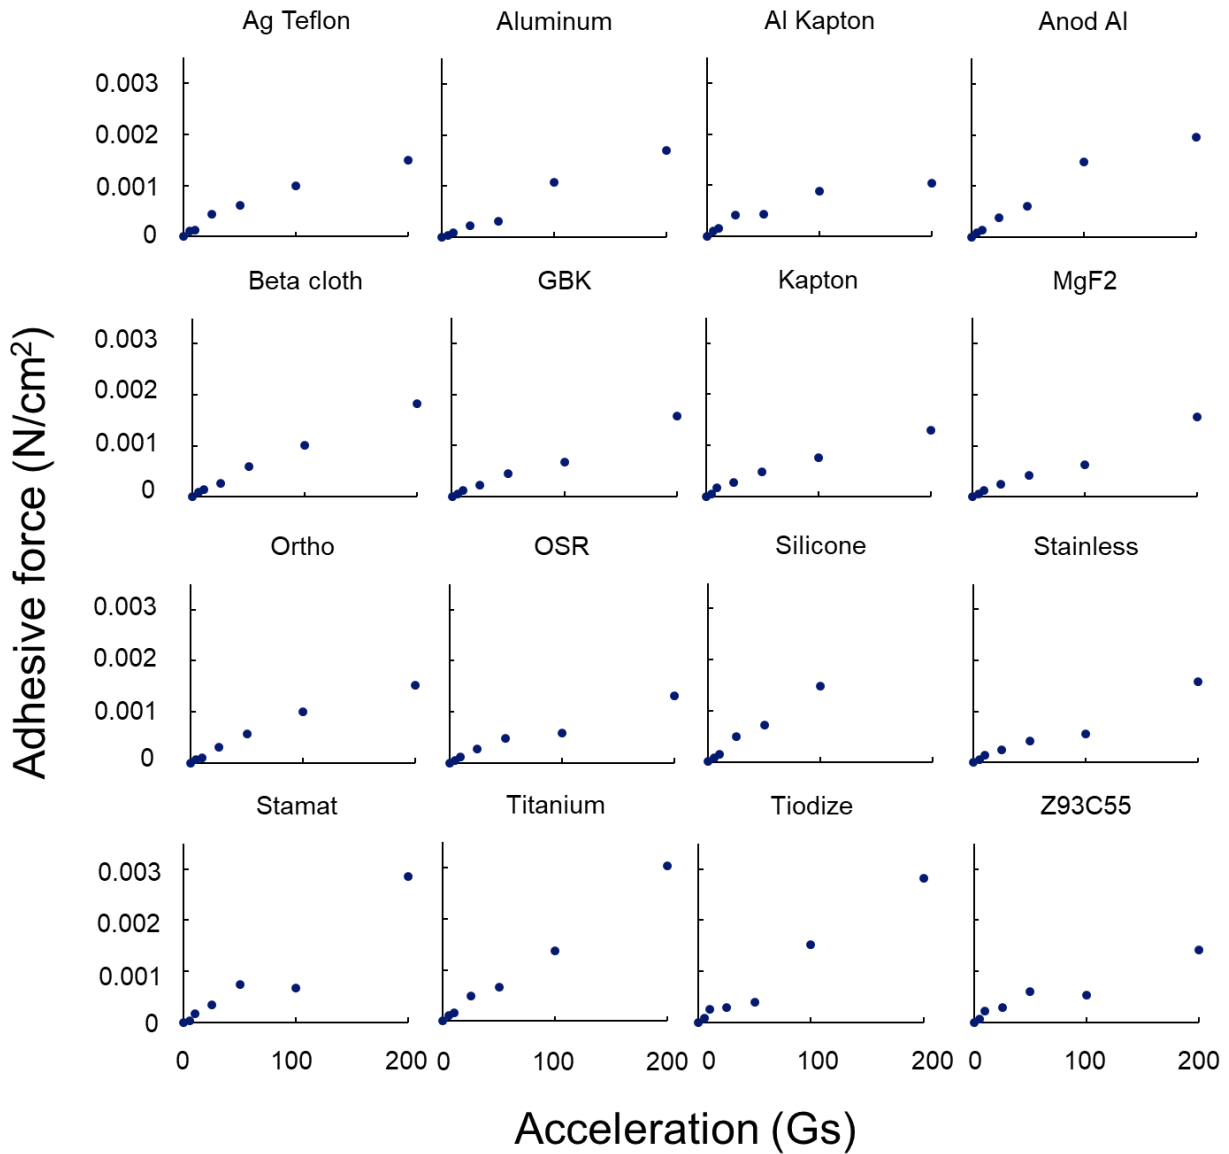 Ag Teflon Aluminum Al Kapton Anod Al
0.003
0.002
0.001
0
Beta cloth GBK Kapton MgF2
0.003
0.002
0.001
0
Adhesive force (N/cm²)
Ortho OSR Silicone Stainless
0.003
0.002
0.001
0
Stamat Titanium Tiodize Z93C55
0.003
0.002
0.001
0
0 100 200 0 100 200 0 100 200 0 100 200
Acceleration (Gs)